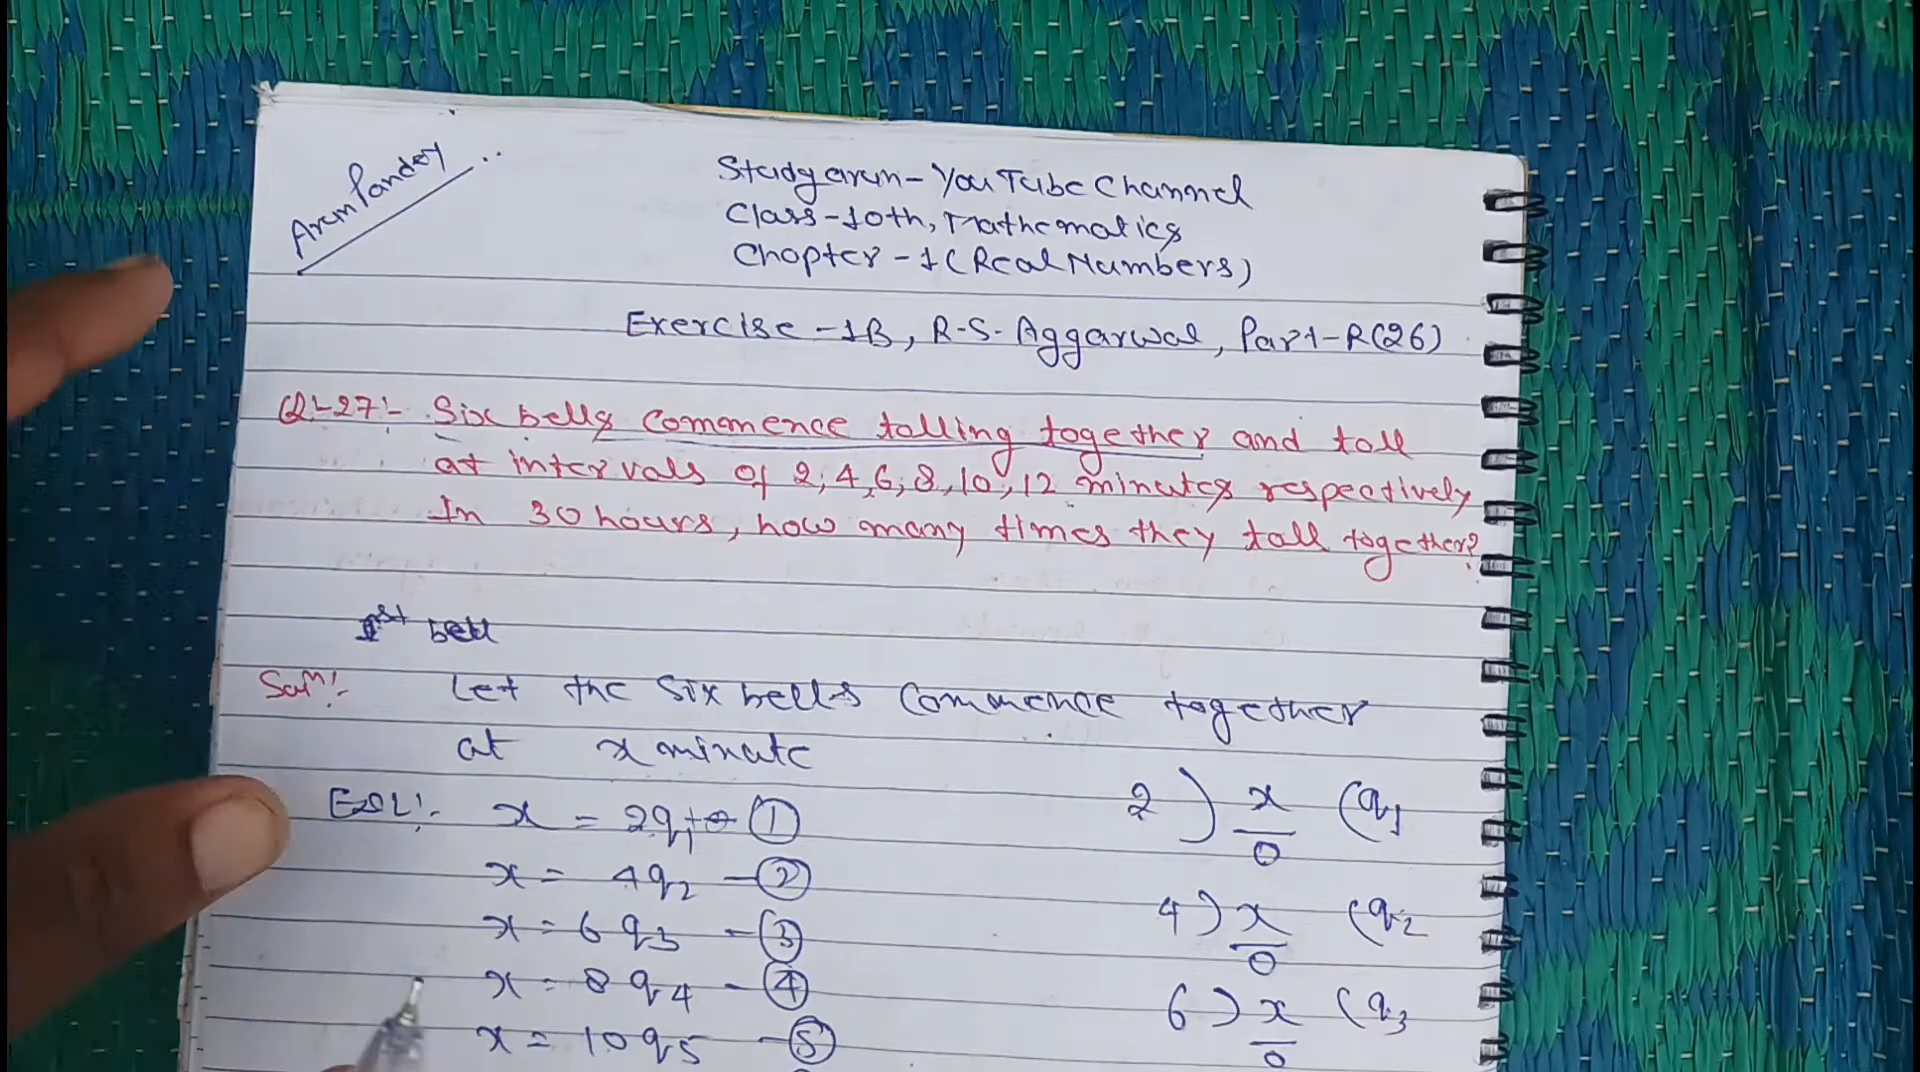 Arun Pandey
Study arun - YouTube Channel
Class - 10th, Mathematics
Chapter - 1 (Real Numbers)
Exercise - 1B, R.S. Aggarwal, Part - R(26)
Q-27:- Six bells commence tolling together and toll
at intervals of 2, 4, 6, 8, 10, 12 minutes respectively
In 30 hours, how many times they toll together?
1st bell
Soln:- Let the six bells commence together
at x minute
EDL:- x = 2q1+0 ①
x = 4q2 - ②
x = 6q3 - ③
x = 8q4 - ④
x = 10q5 - ⑤
2) x (q1
0
4) x (q2
0
6) x (q3
0